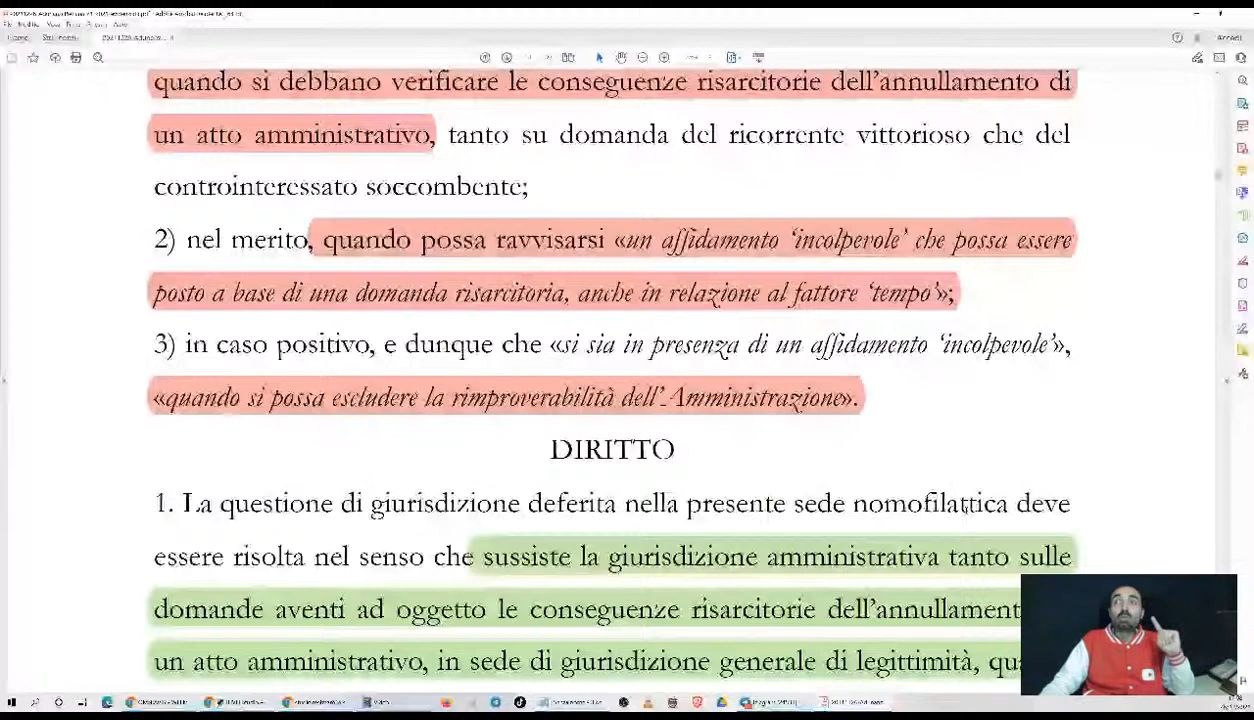 quando si debbano verificare le conseguenze risarcitorie dell'annullamento di
un atto amministrativo, tanto su domanda del ricorrente vittorioso che del
controinteressato soccombente;
2) nel merito, quando possa ravvisarsi «un affidamento ‘incolpevole’ che possa essere
posto a base di una domanda risarcitoria, anche in relazione al fattore ‘tempo’»;
3) in caso positivo, e dunque che «si sia in presenza di un affidamento ‘incolpevole’»,
«quando si possa escludere la rimproverabilità dell’Amministrazione».
DIRITTO
1. La questione di giurisdizione deferita nella presente sede nomofilattica deve
essere risolta nel senso che sussiste la giurisdizione amministrativa tanto sulle
domande aventi ad oggetto le conseguenze risarcitorie dell'annullament
un atto amministrativo, in sede di giurisdizione generale di legittimità, qu